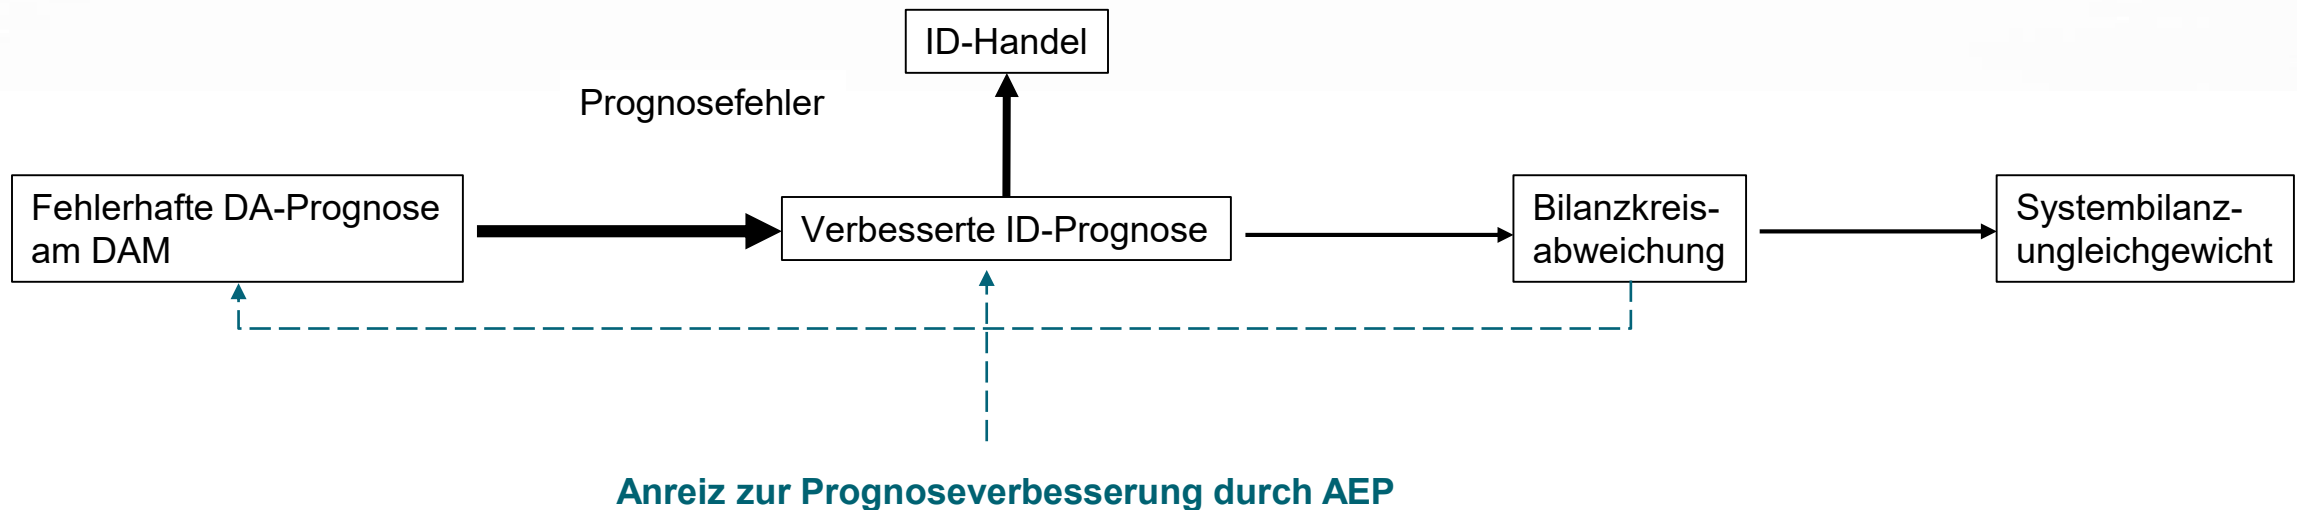 ID-Handel
Prognosefehler
Fehlerhafte DA-Prognose
am DAM
Verbesserte ID-Prognose
Bilanzkreis-
abweichung
Systembilanz-
ungleichgewicht
Anreiz zur Prognoseverbesserung durch AEP